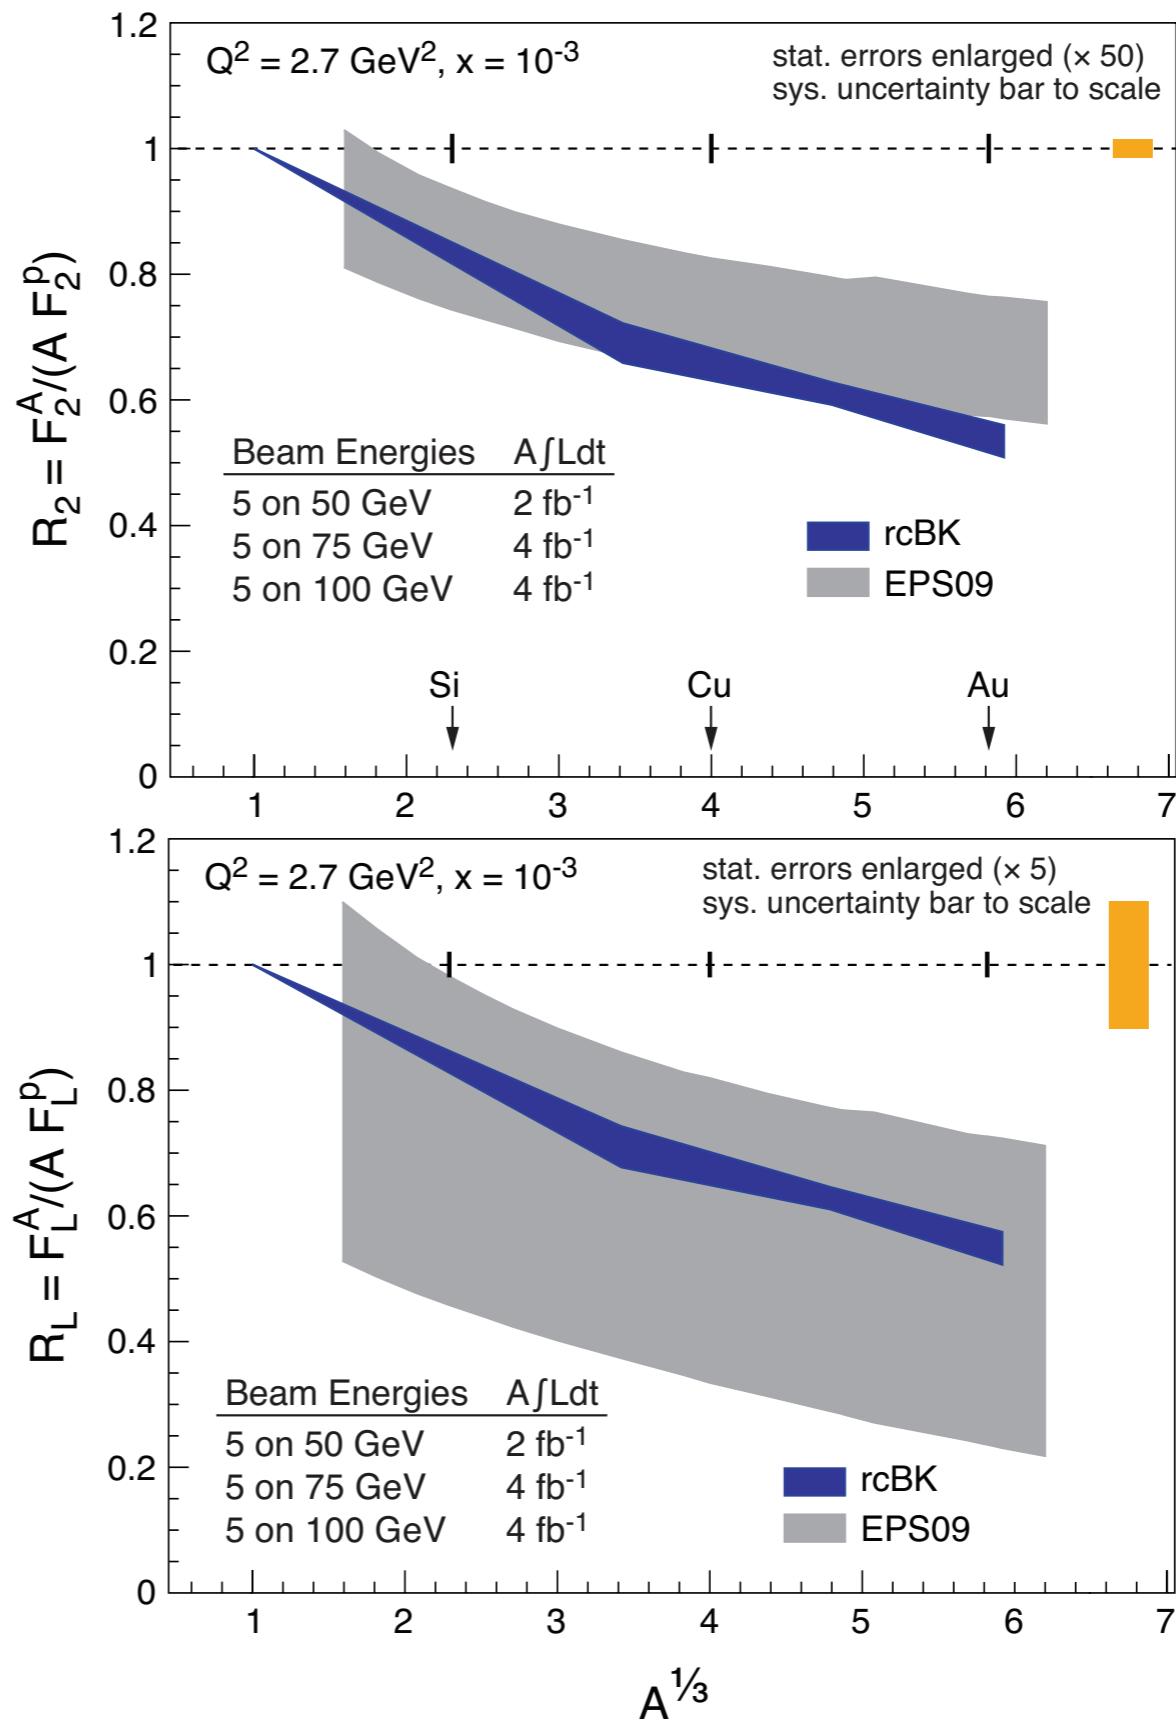 1.2
Q² = 2.7 GeV², x = 10⁻³
stat. errors enlarged (× 50)
sys. uncertainty bar to scale
1
0.8
0.6
0.4
0.2
0
R₂ = F₂ᴬ/(A F₂ᵖ)
Beam Energies A∫Ldt
5 on 50 GeV 2 fb⁻¹
5 on 75 GeV 4 fb⁻¹
5 on 100 GeV 4 fb⁻¹
rcBK
EPS09
Si Cu Au
1 2 3 4 5 6 7
1.2
Q² = 2.7 GeV², x = 10⁻³
stat. errors enlarged (× 5)
sys. uncertainty bar to scale
1
0.8
0.6
0.4
0.2
0
R_L = F_Lᴬ/(A F_Lᵖ)
Beam Energies A∫Ldt
5 on 50 GeV 2 fb⁻¹
5 on 75 GeV 4 fb⁻¹
5 on 100 GeV 4 fb⁻¹
rcBK
EPS09
1 2 3 4 5 6 7
A^⅓